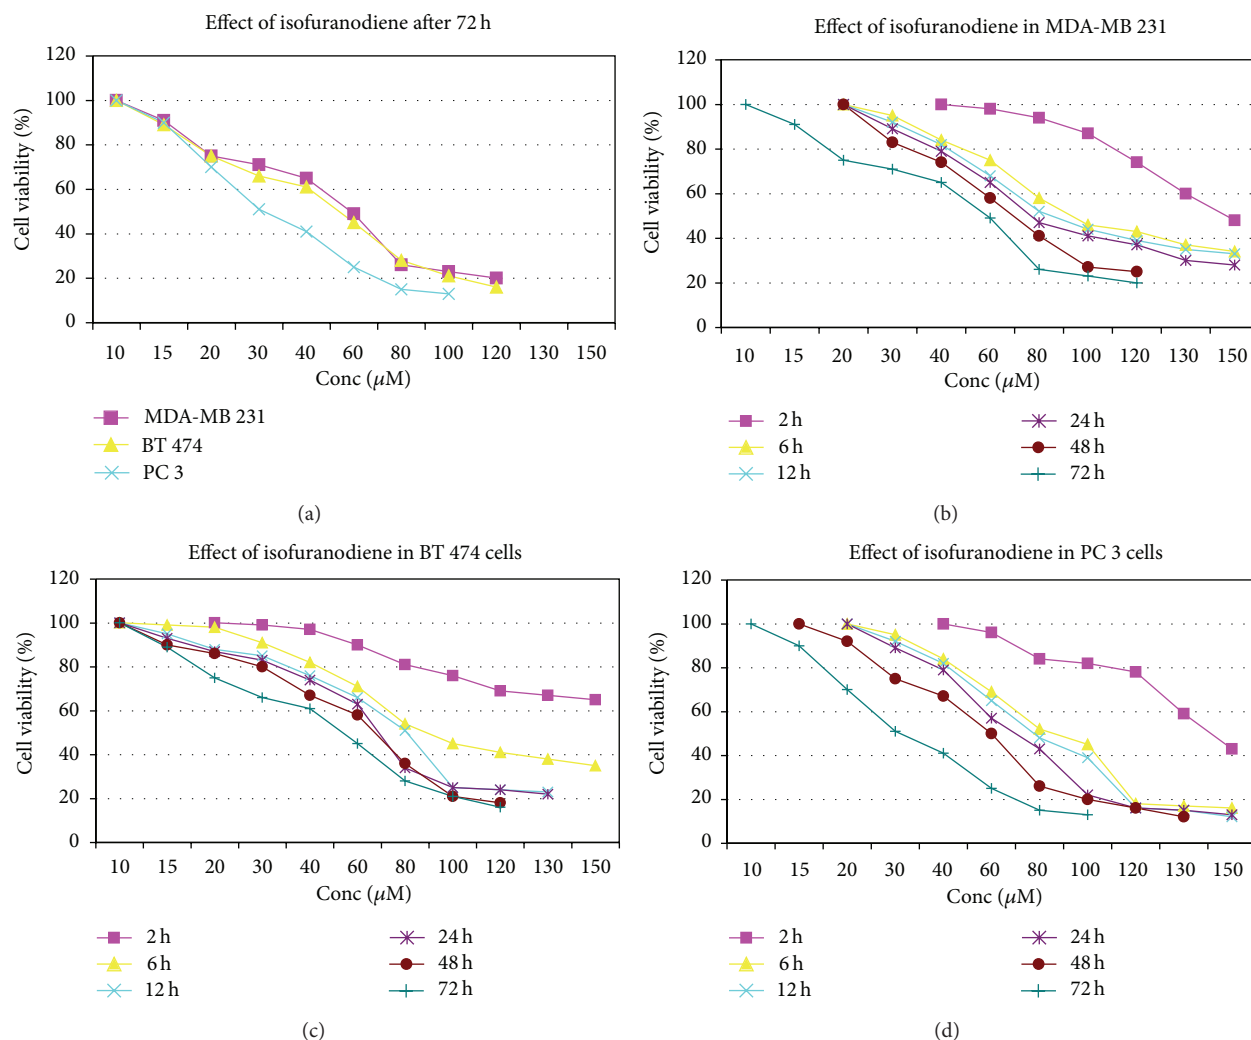 Effect of isofuranodiene after 72 h
120
100
80
60
40
20
0
Cell viability (%)
10 15 20 30 40 60 80 100 120 130 150
Conc (μM)
MDA-MB 231
BT 474
PC 3
(a)
Effect of isofuranodiene in MDA-MB 231
120
100
80
60
40
20
0
Cell viability (%)
10 15 20 30 40 60 80 100 120 130 150
Conc (μM)
2 h 24 h
6 h 48 h
12 h 72 h
(b)
Effect of isofuranodiene in BT 474 cells
120
100
80
60
40
20
0
Cell viability (%)
10 15 20 30 40 60 80 100 120 130 150
Conc (μM)
2 h 24 h
6 h 48 h
12 h 72 h
(c)
Effect of isofuranodiene in PC 3 cells
120
100
80
60
40
20
0
Cell viability (%)
10 15 20 30 40 60 80 100 120 130 150
Conc (μM)
2 h 24 h
6 h 48 h
12 h 72 h
(d)